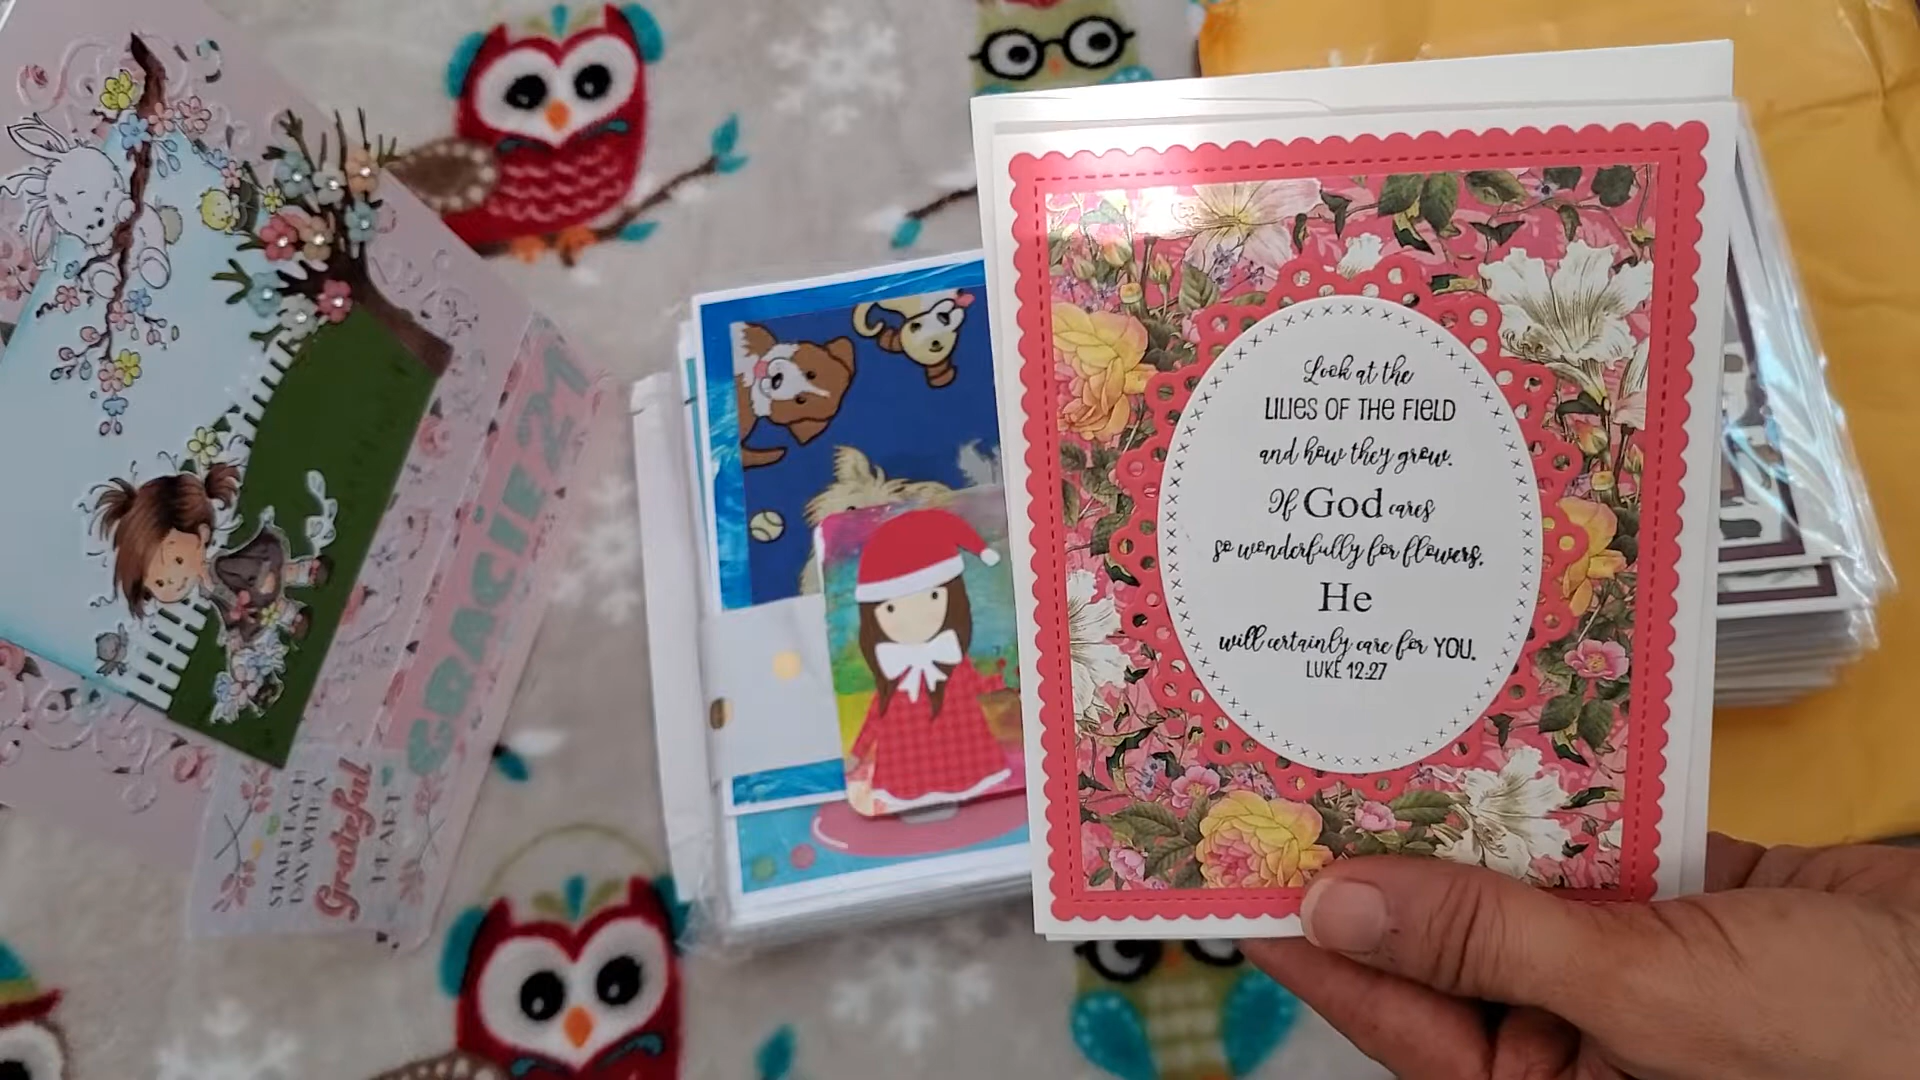 Look at the
LILIES OF THE FIELD
and how they grow.
If God cares
so wonderfully for flowers,
He
will certainly care for YOU.
LUKE 12:27
GRACIE21
START EACH
DAY WITH A
Grateful
HEART